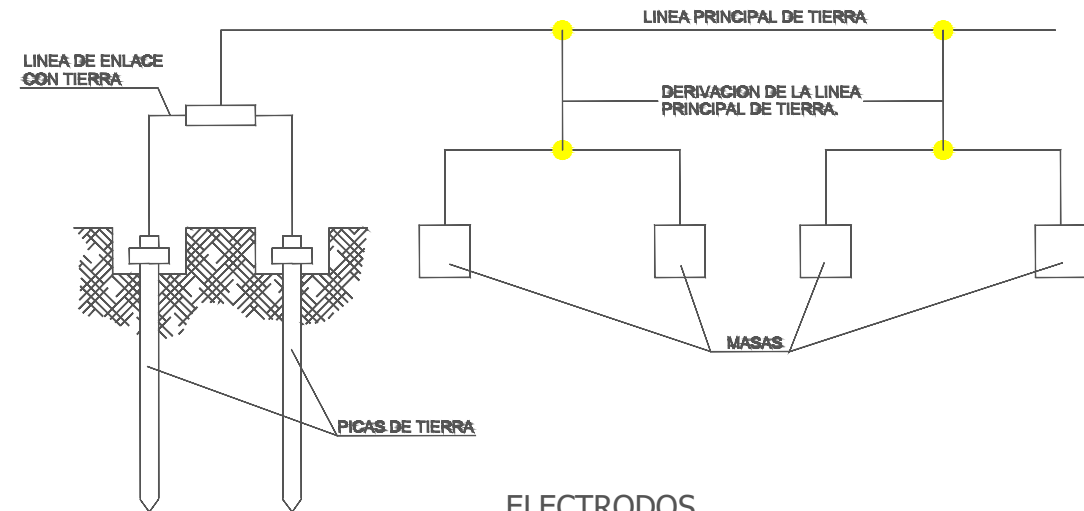 LINEA PRINCIPAL DE TIERRA
LINEA DE ENLACE
CON TIERRA
DERIVACION DE LA LINEA
PRINCIPAL DE TIERRA.
MASAS
PICAS DE TIERRA
ELECTRODOS